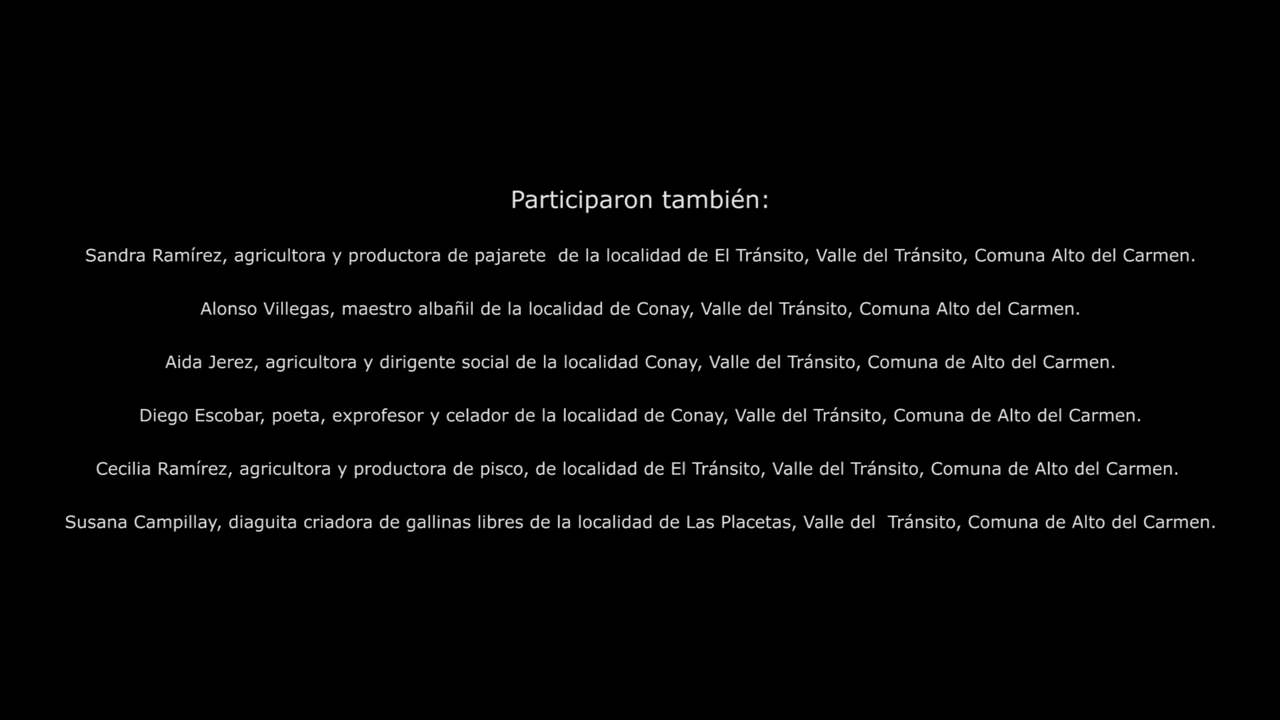 Participaron también:
Sandra Ramírez, agricultora y productora de pajarete  de la localidad de El Tránsito, Valle del Tránsito, Comuna Alto del Carmen.
Alonso Villegas, maestro albañil de la localidad de Conay, Valle del Tránsito, Comuna Alto del Carmen.
Aida Jerez, agricultora y dirigente social de la localidad Conay, Valle del Tránsito, Comuna de Alto del Carmen.
Diego Escobar, poeta, exprofesor y celador de la localidad de Conay, Valle del Tránsito, Comuna de Alto del Carmen.
Cecilia Ramírez, agricultora y productora de pisco, de localidad de El Tránsito, Valle del Tránsito, Comuna de Alto del Carmen.
Susana Campillay, diaguita criadora de gallinas libres de la localidad de Las Placetas, Valle del  Tránsito, Comuna de Alto del Carmen.